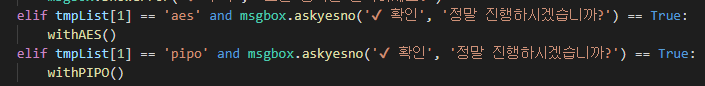 elif tmpList[1] == 'aes' and msgbox.askyesno('✓ 확인', '정말 진행하시겠습니까?') == True:
withAES()
elif tmpList[1] == 'pipo' and msgbox.askyesno('✓ 확인', '정말 진행하시겠습니까?') == True:
withPIPO()